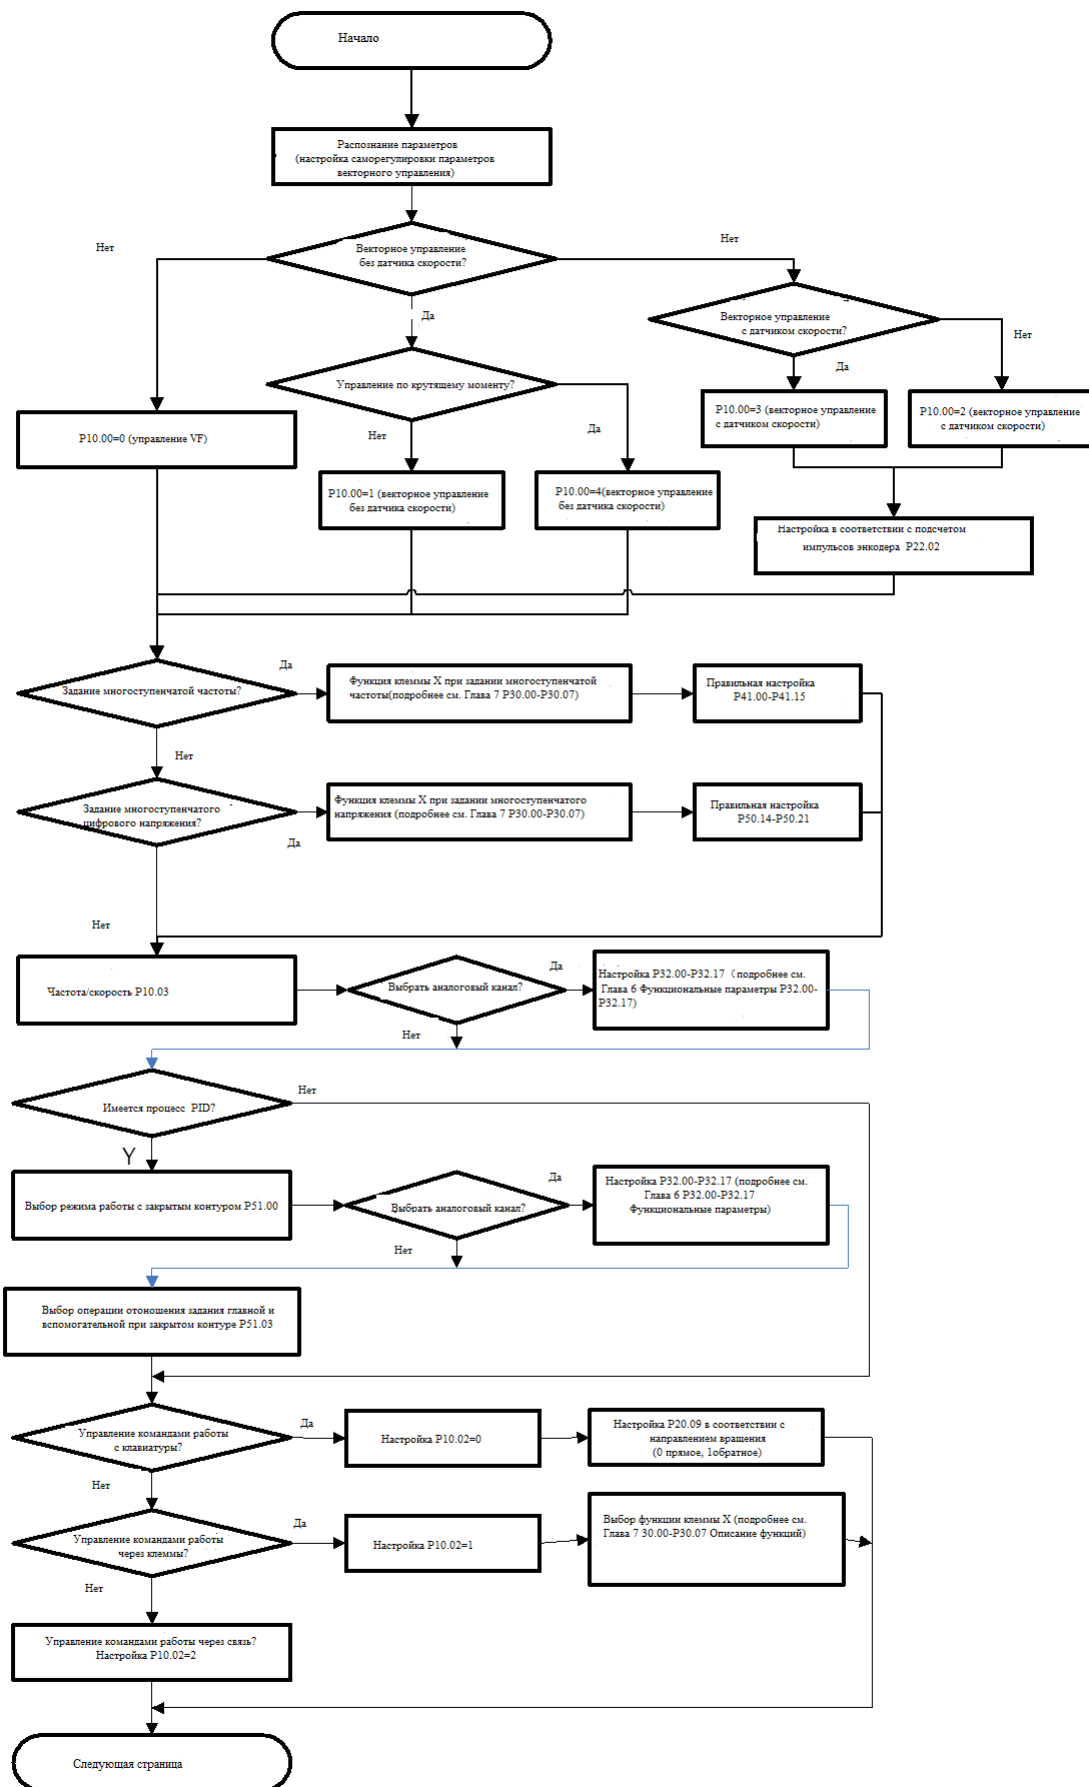 Начало
Распознание параметров
(настройка саморегулировки параметров
векторного управления)
Нет
Векторное управление
без датчика скорости?
Нет
Векторное управление
с датчиком скорости?
Да
Нет
Управление по крутящему моменту?
Да
P10.00=3 (векторное управление
с датчиком скорости)
P10.00=2 (векторное управление
с датчиком скорости)
P10.00=0 (управление VF)
Нет
Да
P10.00=1 (векторное управление
без датчика скорости)
P10.00=4(векторное управление
без датчика скорости)
Настройка в соответствии с подсчетом
импульсов энкодера P22.02
Задание многоступенчатой частоты?
Да
Функция клеммы X при задании многоступенчатой
частоты(подробнее см. Глава 7 P30.00-P30.07)
Правильная настройка
P41.00-P41.15
Нет
Задание многоступенчатого
цифрового напряжения?
Да
Функция клеммы X при задании многоступенчатого
напряжения (подробнее см. Глава 7 P30.00-P30.07)
Правильная настройка
P50.14-P50.21
Нет
Частота/скорость P10.03
Выбрать аналоговый канал?
Да
Настройка P32.00-P32.17 (подробнее см.
Глава 6 Функциональные параметры P32.00-
P32.17)
Нет
Имеется процесс PID?
Нет
Y
Выбор режима работы с закрытым контуром P51.00
Выбрать аналоговый канал?
Да
Настройка P32.00-P32.17 (подробнее см.
Глава 6 P32.00-P32.17
Функциональные параметры)
Нет
Выбор операции отоношения задания главной и
вспомогательной при закрытом контуре P51.03
Управление командами работы
с клавиатуры?
Да
Настройка P10.02=0
Настройка P20.09 в соответствии с
направлением вращения
(0 прямое, 1обратное)
Нет
Управление командами работы
через клеммы?
Да
Настройка P10.02=1
Выбор функции клеммы X (подробнее см.
Глава 7 30.00-P30.07 Описание функций)
Нет
Управление командами работы через связь?
Настройка P10.02=2
Следующая страница